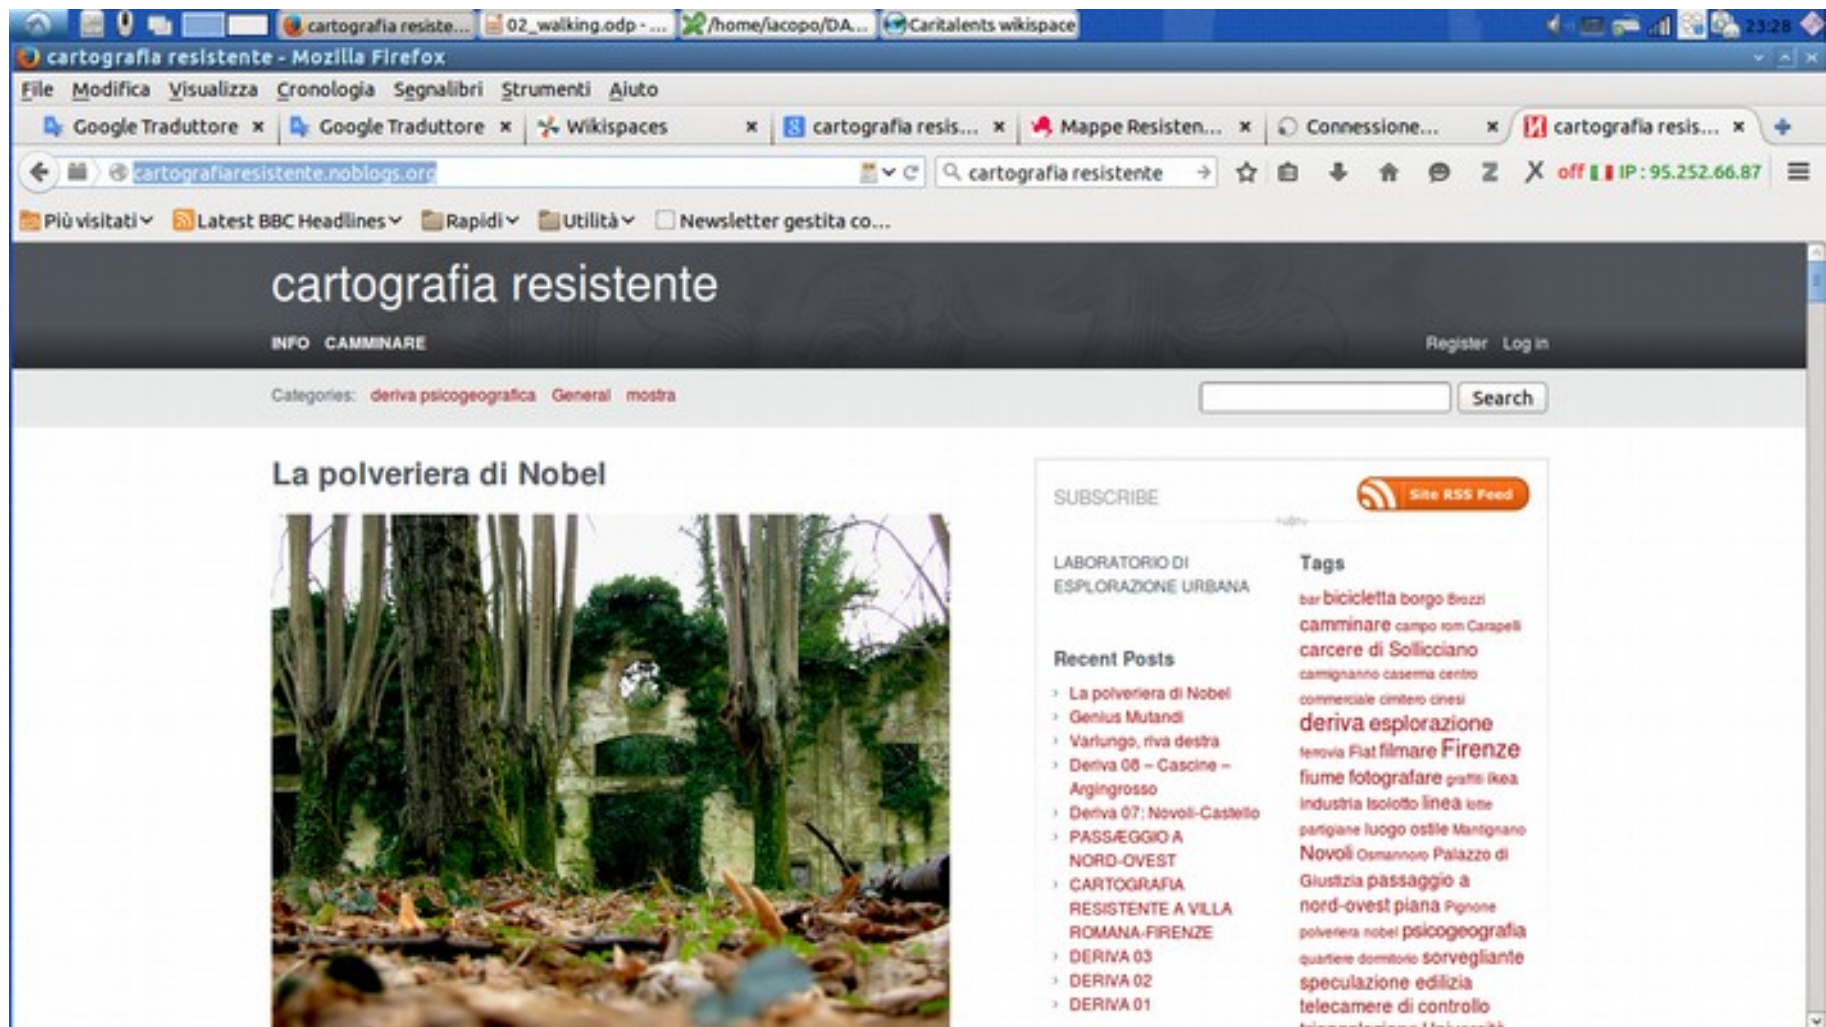 cartografia resiste... 02_walking.odp - ... /home/iacopo/DA... Caritalents wikispace 23:28
cartografia resistente - Mozilla Firefox
File Modifica Visualizza Cronologia Segnalibri Strumenti Aiuto
Google Traduttore Google Traduttore Wikispaces cartografia resis... Mappe Resisten... Connessione... cartografia resis...
cartografiaresistente.noblogs.org cartografia resistente off IP : 95.252.66.87
Più visitati Latest BBC Headlines Rapidi Utilità Newsletter gestita co...
cartografia resistente
INFO CAMMINARE Register Log in
Categories: deriva psicogeografica General mostra Search
La polveriera di Nobel
SUBSCRIBE Site RSS Feed
LABORATORIO DI
ESPLORAZIONE URBANA
Recent Posts
La polveriera di Nobel
Genius Mutandi
Varlungo, riva destra
Deriva 08 – Cascine –
Argingrosso
Deriva 07: Novoli-Castello
PASSÆGGIO A
NORD-OVEST
CARTOGRAFIA
RESISTENTE A VILLA
ROMANA-FIRENZE
DERIVA 03
DERIVA 02
DERIVA 01
Tags
bar bicicletta borgo Brozzi
camminare campo rom Carapelli
carcere di Sollicciano
carmignanno caserma centro
commerciale cimitero cinesi
deriva esplorazione
ferrovia Fiat filmare Firenze
fiume fotografare graffiti Ikea
industria Isolotto linea lotte
partigiane luogo ostile Mantignano
Novoli Osmannoro Palazzo di
Giustizia passaggio a
nord-ovest piana Pignone
polveriera nobel psicogeografia
quartiere dormitorio sorvegliante
speculazione edilizia
telecamere di controllo
triangolazione Università